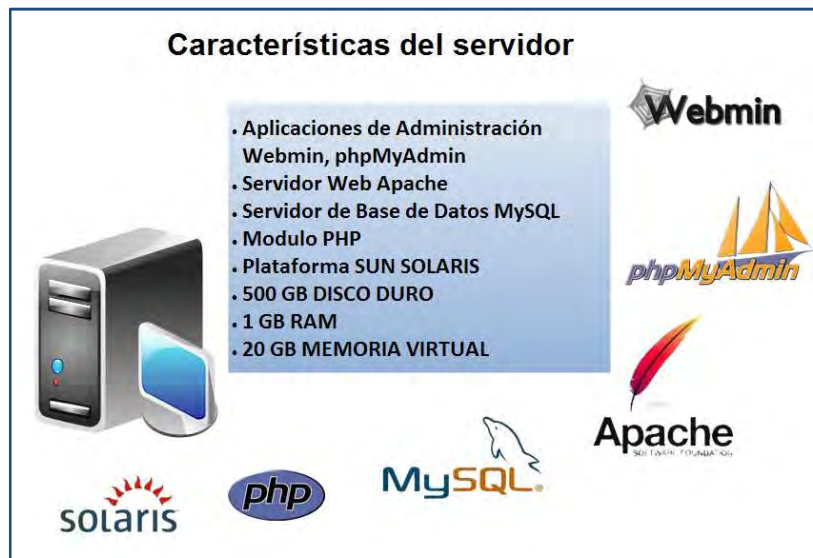 Características del servidor
• Aplicaciones de Administración
Webmin, phpMyAdmin
• Servidor Web Apache
• Servidor de Base de Datos MySQL
• Modulo PHP
• Plataforma SUN SOLARIS
• 500 GB DISCO DURO
• 1 GB RAM
• 20 GB MEMORIA VIRTUAL
Webmin
phpMyAdmin
Apache
SOFTWARE FOUNDATION
MySQL®
php
solaris